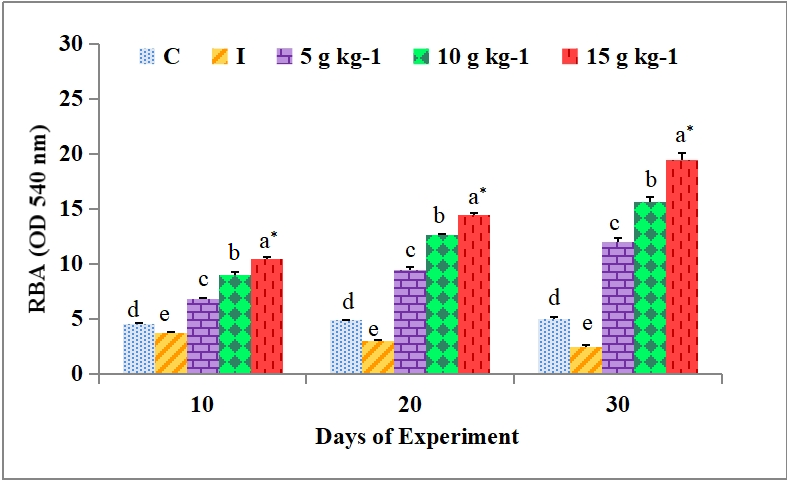 30
C I 5 g kg-1 10 g kg-1 15 g kg-1
25
20
15
10
5
0
RBA (OD 540 nm)
d e c b a*
d e c b a*
d e c b a*
10 20 30
Days of Experiment